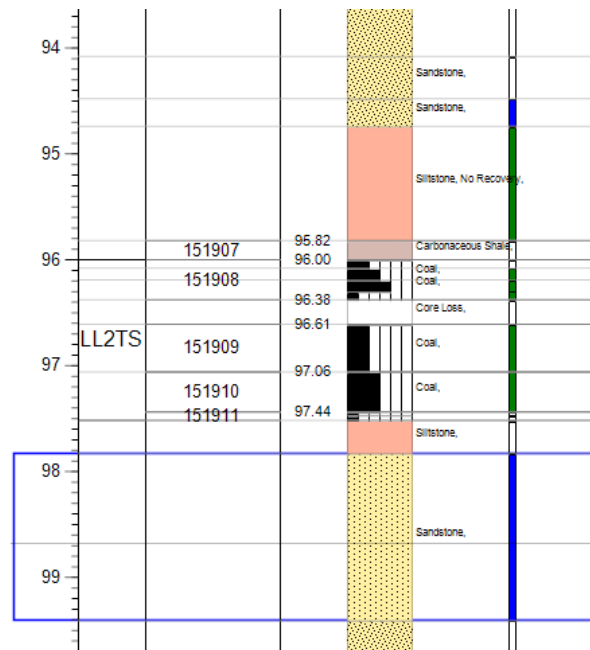 94
Sandstone,
Sandstone,
95
Siltstone, No Recovery,
95.82
151907
Carbonaceous Shale,
96
96.00
Coal,
151908
Coal,
96.38
Core Loss,
96.61
LL2TS
151909
Coal,
97
97.06
151910
Coal,
97.44
151911
Siltstone,
98
Sandstone,
99